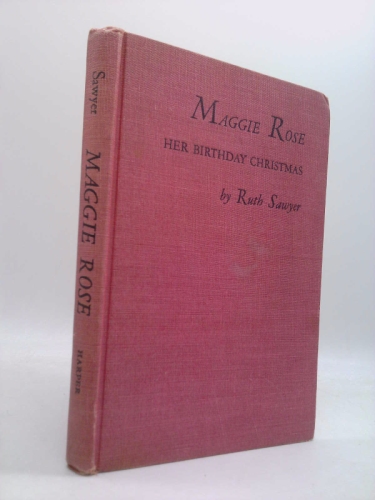 Sawyer
MAGGIE ROSE
HARPER
MAGGIE ROSE
HER BIRTHDAY CHRISTMAS
by Ruth Sawyer